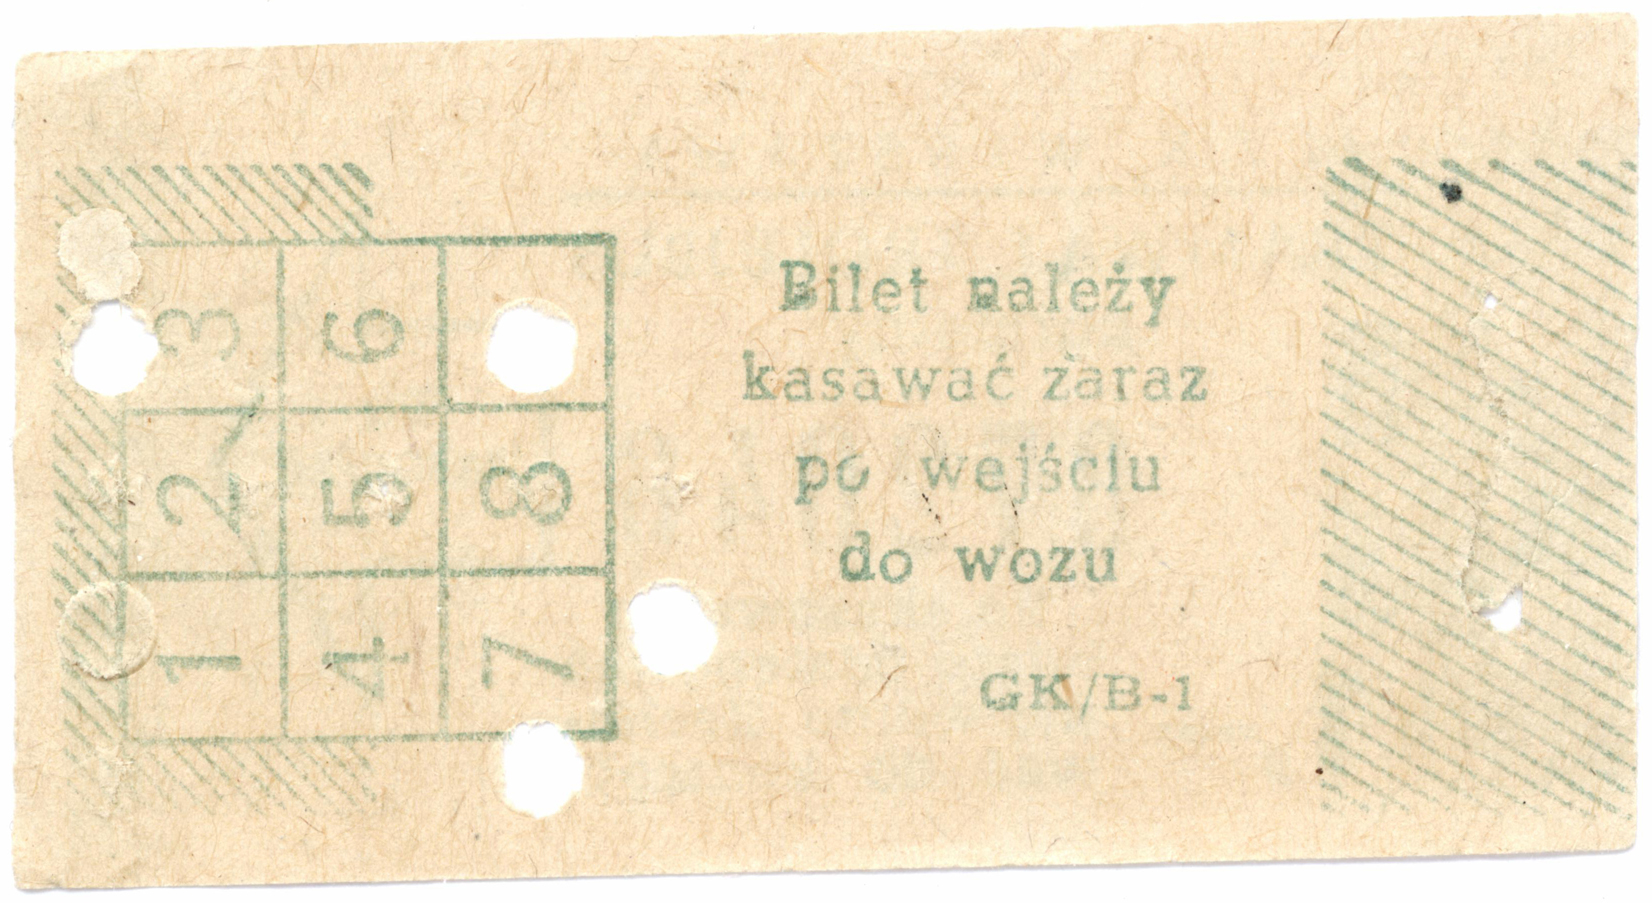 3 6
2 5 8
1 4 7
Bilet należy
kasawać zaraz
po wejściu
do wozu
GK/B-1